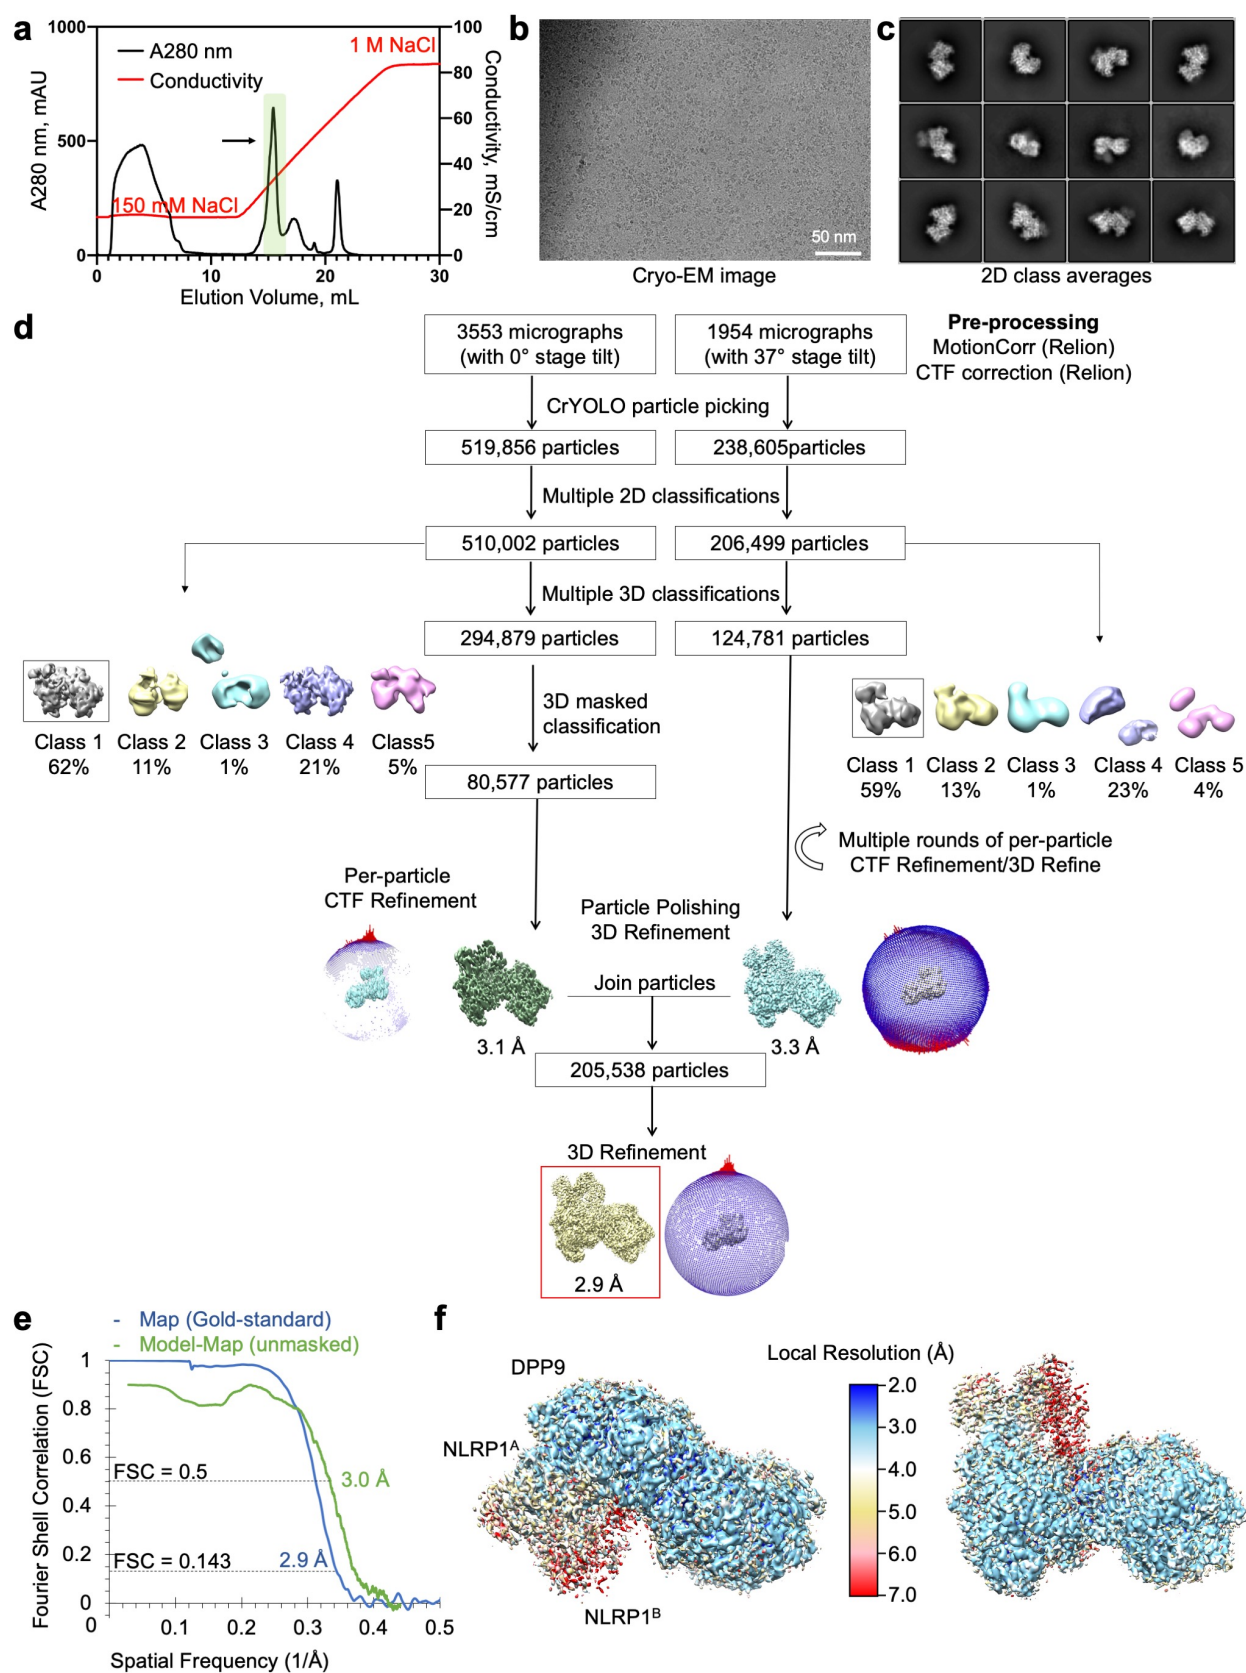 a
1000
500
0
A280 nm, mAU
A280 nm
Conductivity
1 M NaCl
150 mM NaCl
100
80
60
40
20
0
Conductivity, mS/cm
0
10
20
30
Elution Volume, mL
b
50 nm
Cryo-EM image
c
2D class averages
d
3553 micrographs
(with 0° stage tilt)
1954 micrographs
(with 37° stage tilt)
Pre-processing
MotionCorr (Relion)
CTF correction (Relion)
CrYOLO particle picking
519,856 particles
238,605particles
Multiple 2D classifications
510,002 particles
206,499 particles
Multiple 3D classifications
294,879 particles
124,781 particles
3D masked
classification
Class 1
62%
Class 2
11%
Class 3
1%
Class 4
21%
Class5
5%
80,577 particles
Class 1
59%
Class 2
13%
Class 3
1%
Class 4
23%
Class 5
4%
Multiple rounds of per-particle
CTF Refinement/3D Refine
Per-particle
CTF Refinement
Particle Polishing
3D Refinement
Join particles
3.1 Å
3.3 Å
205,538 particles
3D Refinement
2.9 Å
e
- Map (Gold-standard)
- Model-Map (unmasked)
Fourier Shell Correlation (FSC)
1
0.8
0.6
0.4
0.2
0
FSC = 0.5
3.0 Å
FSC = 0.143
2.9 Å
0
0.1
0.2
0.3
0.4
0.5
Spatial Frequency (1/Å)
f
DPP9
NLRP1ᴬ
NLRP1ᴮ
Local Resolution (Å)
2.0
3.0
4.0
5.0
6.0
7.0